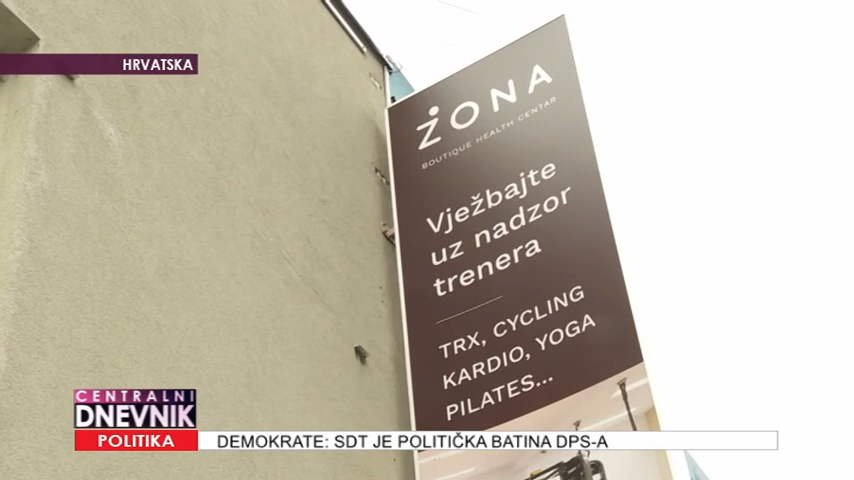 HRVATSKA
ŻONA
BOUTIQUE HEALTH CENTAR
Vježbajte
uz nadzor
trenera
TRX, CYCLING
KARDIO, YOGA
PILATES...
CENTRALNI
DNEVNIK
POLITIKA
DEMOKRATE: SDT JE POLITIČKA BATINA DPS-A